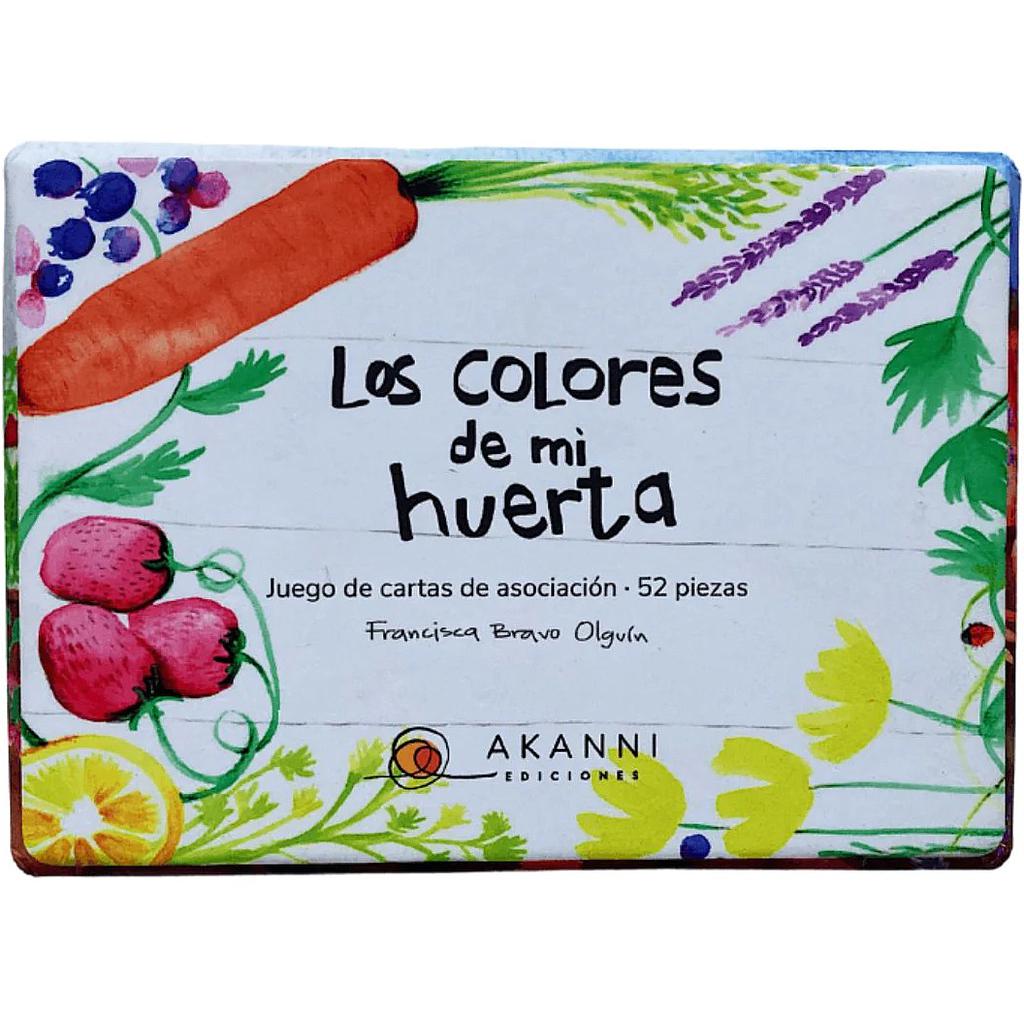 Los colores
de mi
huerta
Juego de cartas de asociación · 52 piezas
Francisca Bravo Olguín
AKANNI
EDICIONES